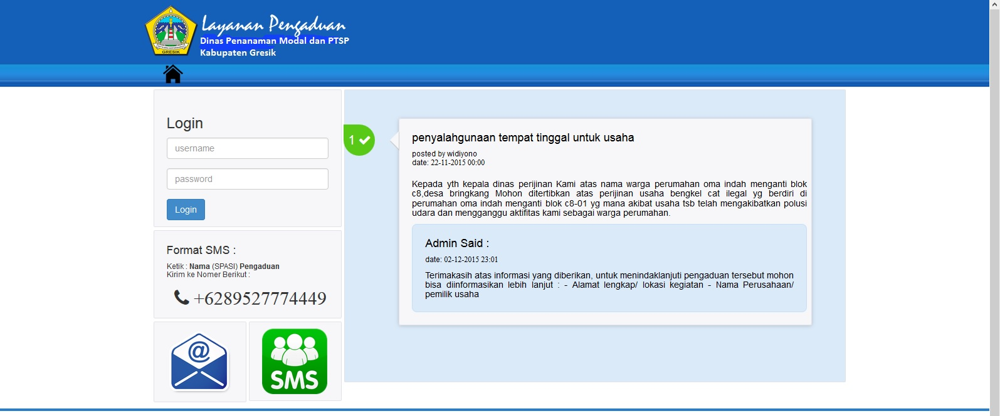 Layanan Pengaduan
Dinas Penanaman Modal dan PTSP
Kabupaten Gresik
GRESIK
Login
username
password
Login
Format SMS :
Ketik : Nama (SPASI) Pengaduan
Kirim ke Nomer Berikut :
+6289527774449
@
SMS
1
penyalahgunaan tempat tinggal untuk usaha
posted by widiyono
date: 22-11-2015 00:00
Kepada yth kepala dinas perijinan Kami atas nama warga perumahan oma indah menganti blok
c8,desa bringkang Mohon ditertibkan atas perijinan usaha bengkel cat ilegal yg berdiri di
perumahan oma indah menganti blok c8-01 yg mana akibat usaha tsb telah mengakibatkan polusi
udara dan mengganggu aktifitas kami sebagai warga perumahan.
Admin Said :
date: 02-12-2015 23:01
Terimakasih atas informasi yang diberikan, untuk menindaklanjuti pengaduan tersebut mohon
bisa diinformasikan lebih lanjut : - Alamat lengkap/ lokasi kegiatan - Nama Perusahaan/
pemilik usaha